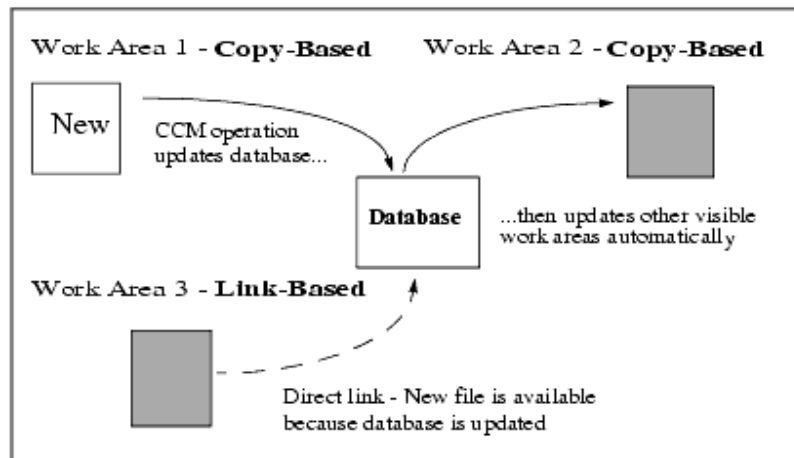 Work Area 1 - Copy-Based
Work Area 2 - Copy-Based
New
CCM operation
updates database...
Database
...then updates other visible
work areas automatically
Work Area 3 - Link-Based
Direct link - New file is available
because database is updated